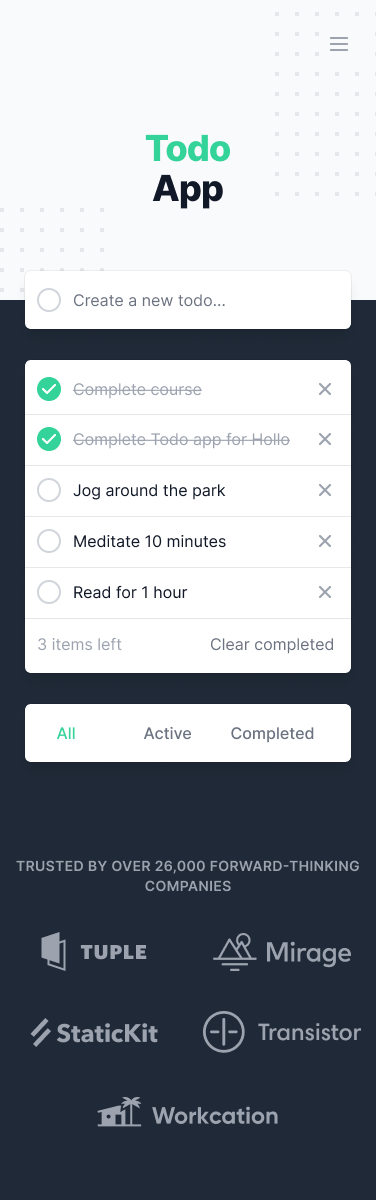 Todo
App
Create a new todo...
Complete course
Complete Todo app for Hollo
Jog around the park
Meditate 10 minutes
Read for 1 hour
3 items left Clear completed
All Active Completed
TRUSTED BY OVER 26,000 FORWARD-THINKING
COMPANIES
TUPLE Mirage
StaticKit Transistor
Workcation